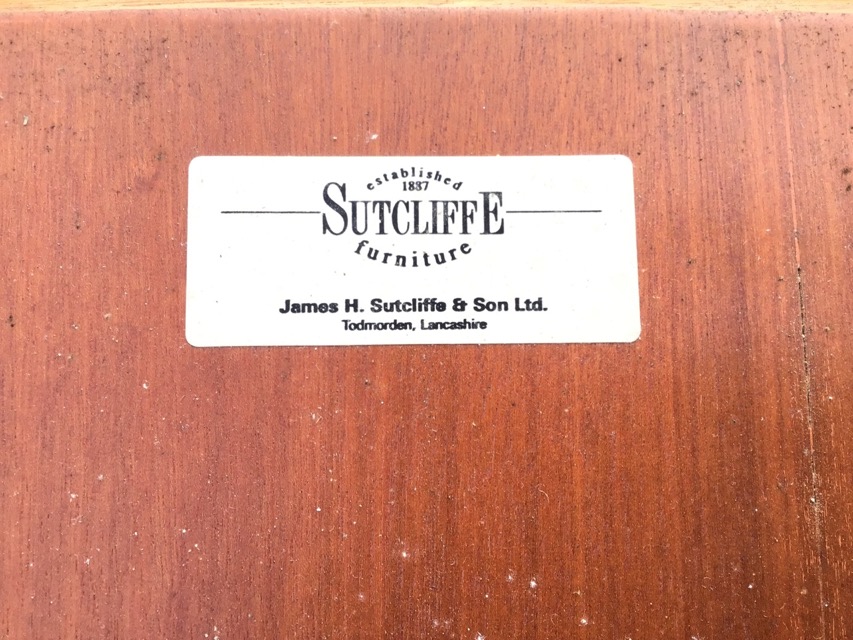 established
1837
SUTCLIFFE
furniture
James H. Sutcliffe & Son Ltd.
Todmorden, Lancashire